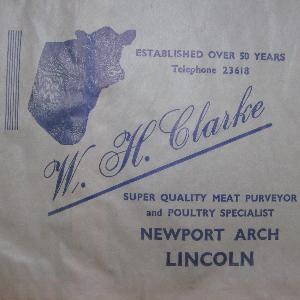 ESTABLISHED OVER 50 YEARS
Telephone 23618
W. H. Clarke
SUPER QUALITY MEAT PURVEYOR
and POULTRY SPECIALIST
NEWPORT ARCH
LINCOLN